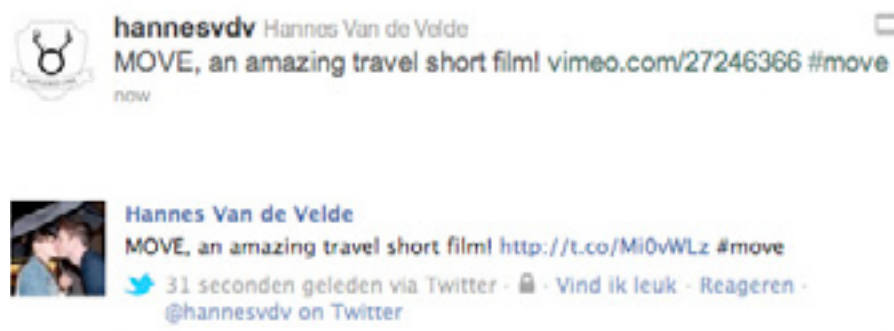 hannesvdv Hannes Van de Velde
MOVE, an amazing travel short film! vimeo.com/27246366 #move
now
Hannes Van de Velde
MOVE, an amazing travel short film! http://t.co/Mi0vWLz #move
31 seconden geleden via Twitter · Vind ik leuk · Reageren ·
@hannesvdv on Twitter